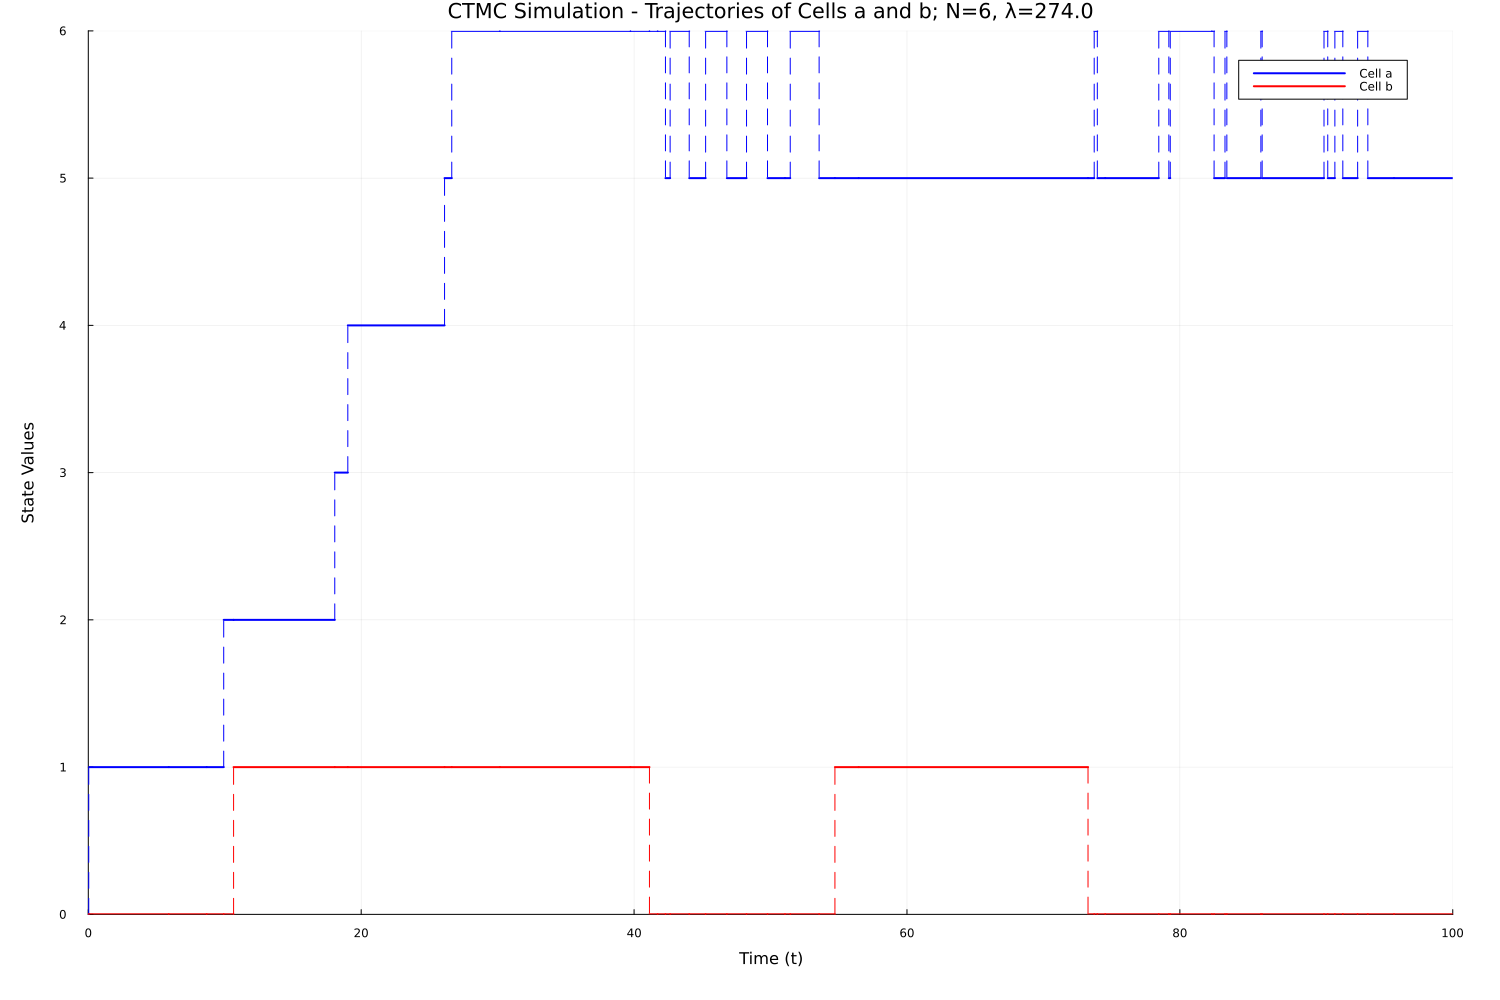 CTMC Simulation - Trajectories of Cells a and b; N=6, λ=274.0
6
Cell a
Cell b
5
4
State Values
3
2
1
0
0 20 40 60 80 100
Time (t)